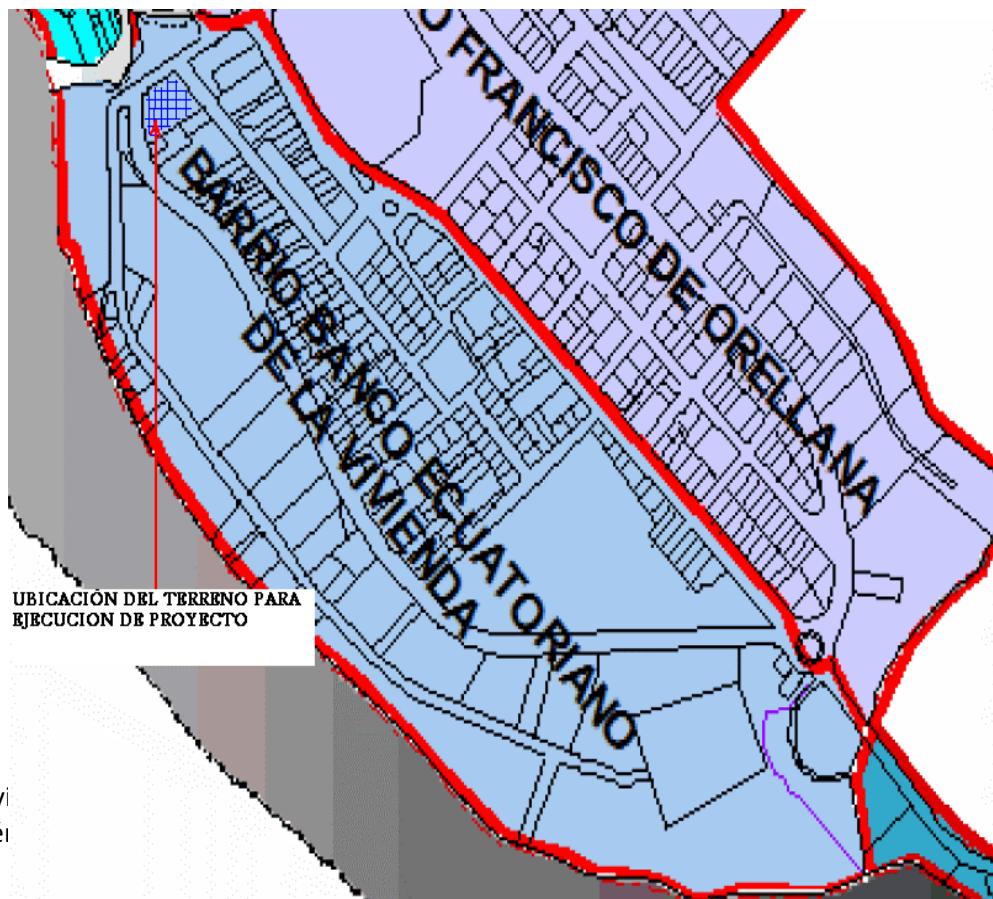 O FRANCISCO DE ORELLANA
BARRIO BANCO ECUATORIANO
DE LA VIVIENDA
UBICACIÓN DEL TERRENO PARA
EJECUCION DE PROYECTO